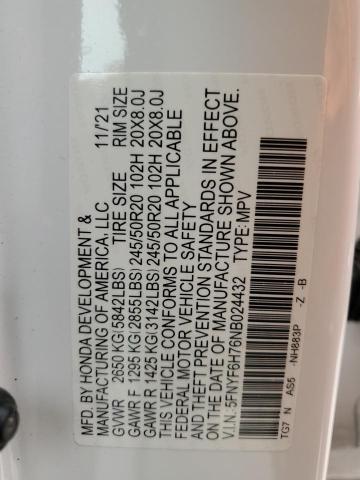 MFD. BY HONDA DEVELOPMENT &
MANUFACTURING OF AMERICA, LLC 11/'21
GVWR 2650 KG(5842LBS) TIRE SIZE RIM SIZE
GAWR F 1295 KG(2855LBS) 245/50R20 102H 20X8.0J
GAWR R 1425 KG(3142LBS) 245/50R20 102H 20X8.0J
THIS VEHICLE CONFORMS TO ALL APPLICABLE
FEDERAL MOTOR VEHICLE SAFETY
AND THEFT PREVENTION STANDARDS IN EFFECT
ON THE DATE OF MANUFACTURE SHOWN ABOVE.
V.I.N.:5FNYF6H76NB024432 TYPE: MPV
TG7 N AS5 -NH883P -Z -B